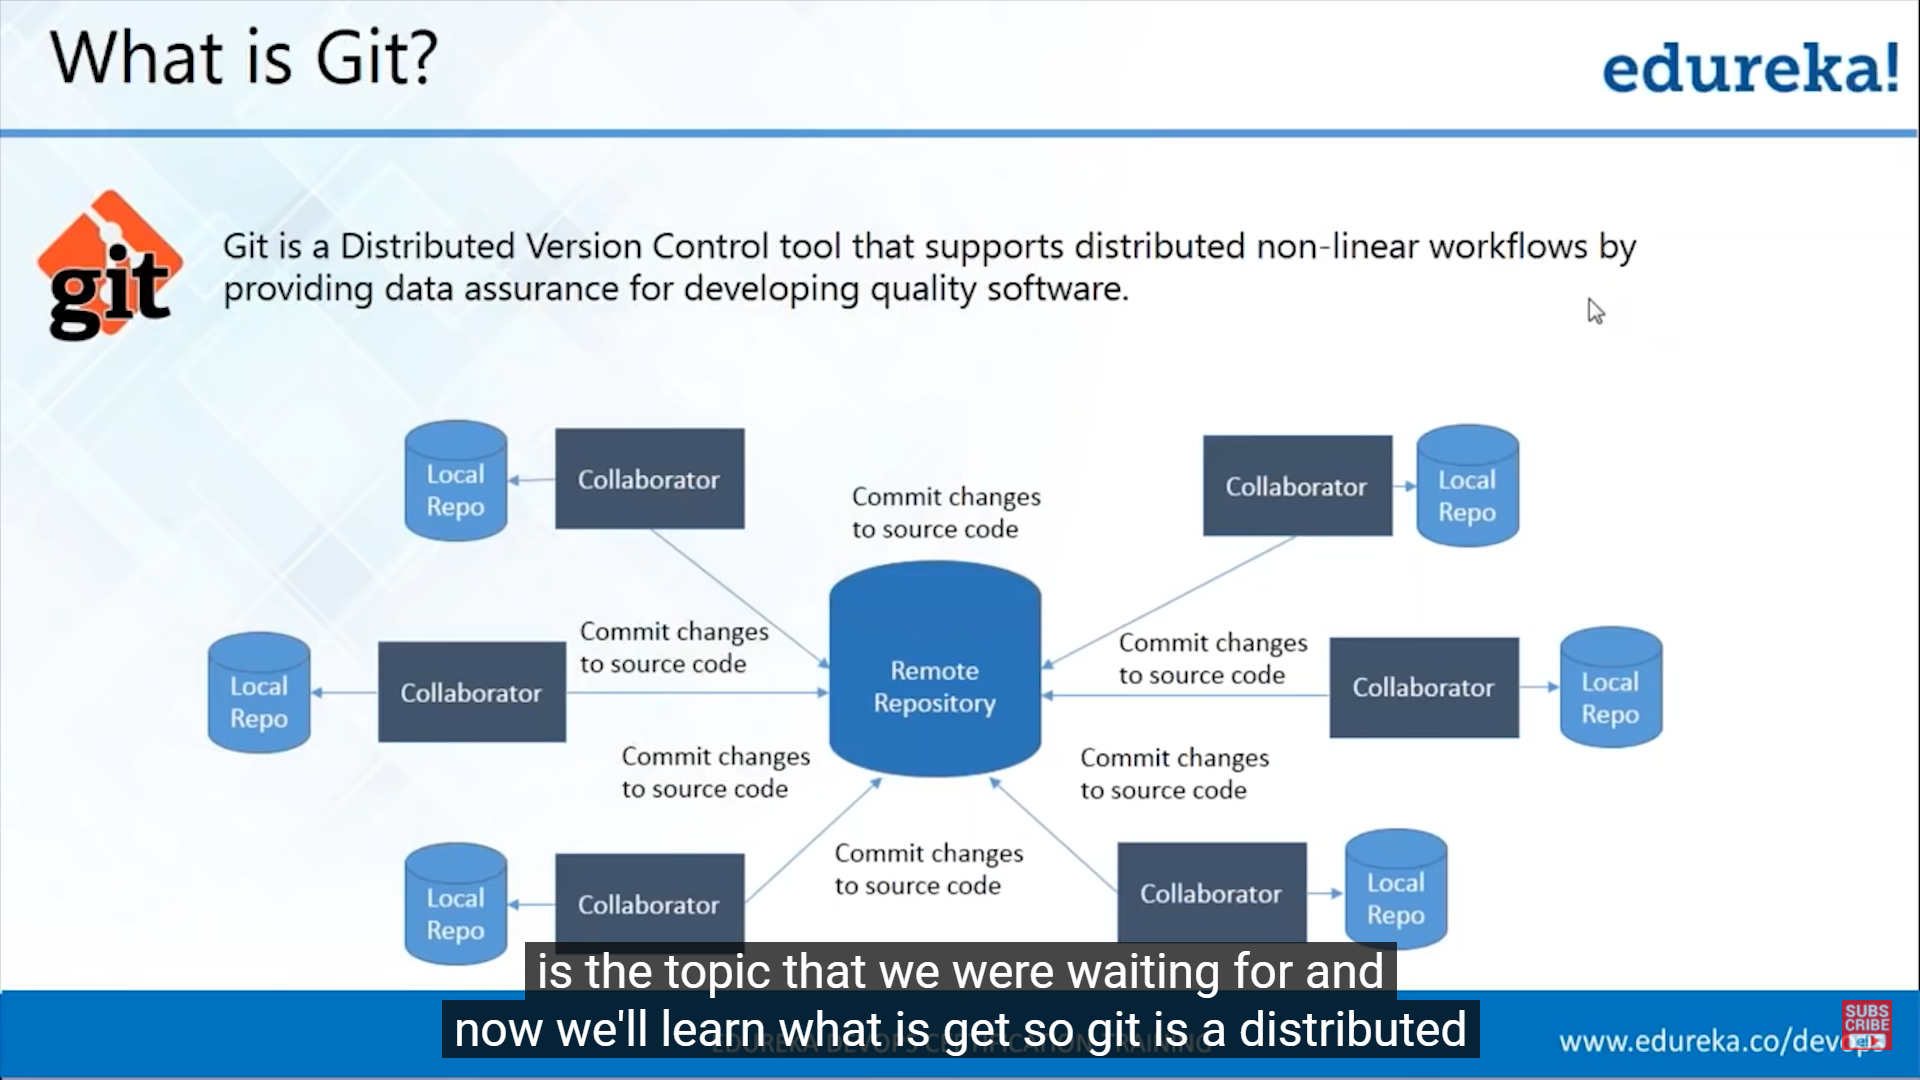 What is Git?
edureka!
git
Git is a Distributed Version Control tool that supports distributed non-linear workflows by
providing data assurance for developing quality software.
Local
Repo
Collaborator
Commit changes
to source code
Collaborator
Local
Repo
Local
Repo
Collaborator
Commit changes
to source code
Remote
Repository
Commit changes
to source code
Collaborator
Local
Repo
Commit changes
to source code
Commit changes
to source code
Local
Repo
Collaborator
Commit changes
to source code
Collaborator
Local
Repo
is the topic that we were waiting for and
now we'll learn what is get so git is a distributed
EDUREKA DEVOPS CERTIFICATION TRAINING
www.edureka.co/devops
SUBS
CRIBE